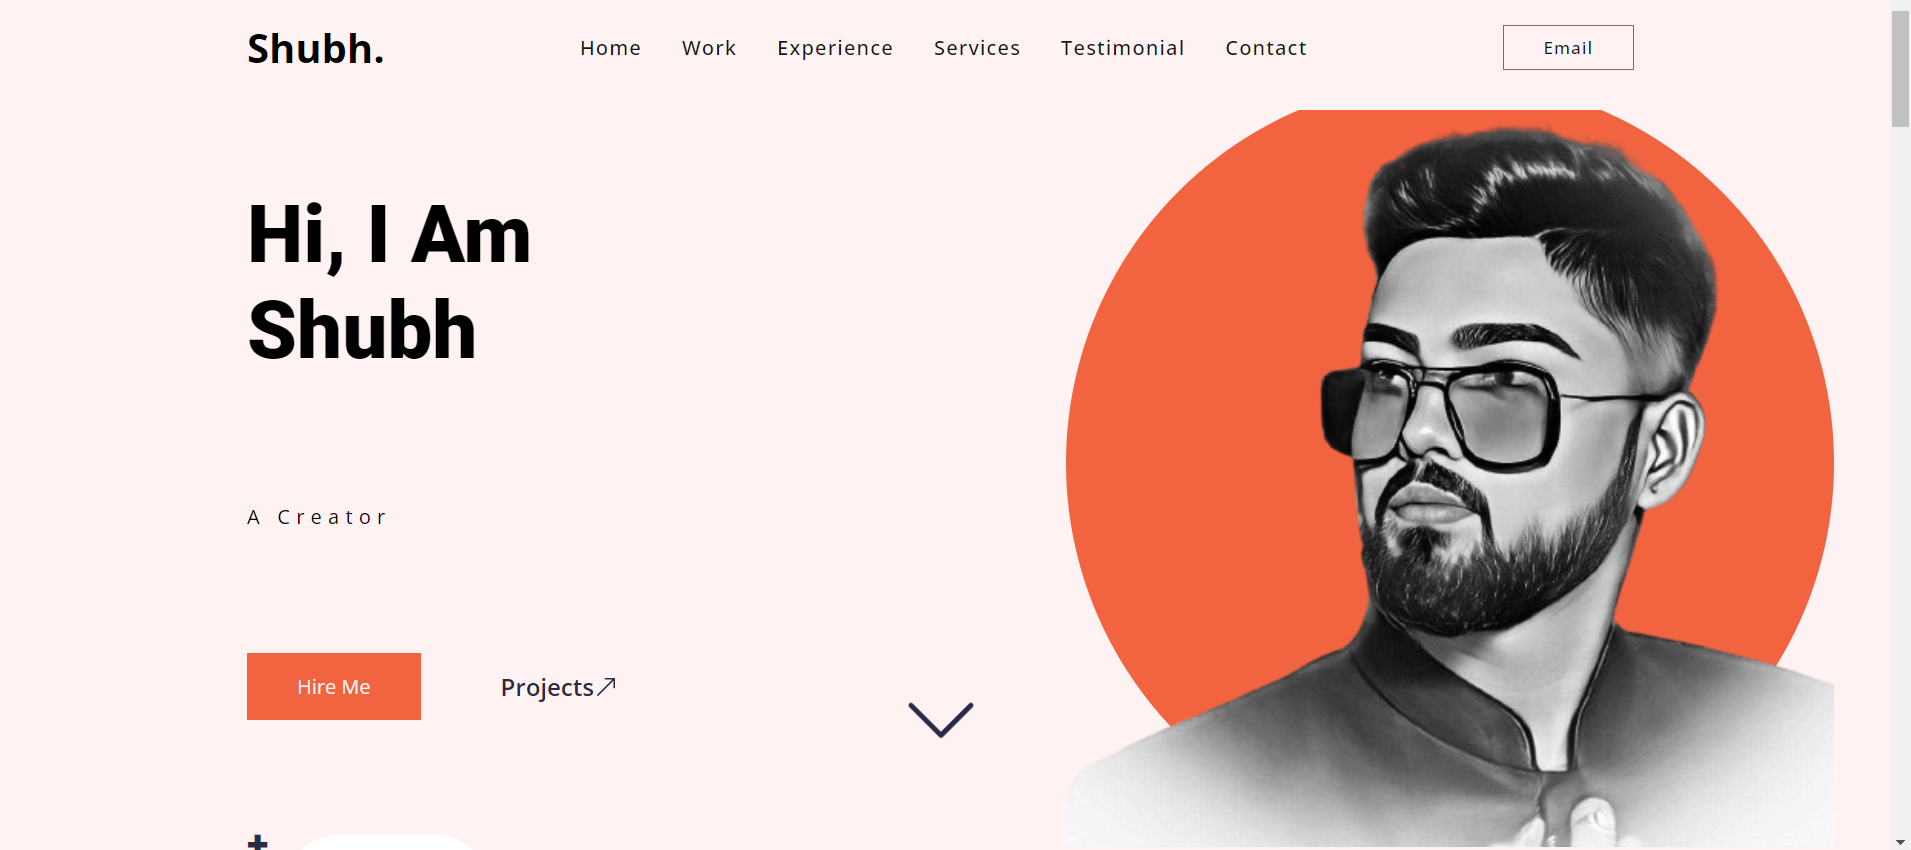 Shubh.
Home Work Experience Services Testimonial Contact
Email
Hi, I Am
Shubh
A Creator
Hire Me
Projects